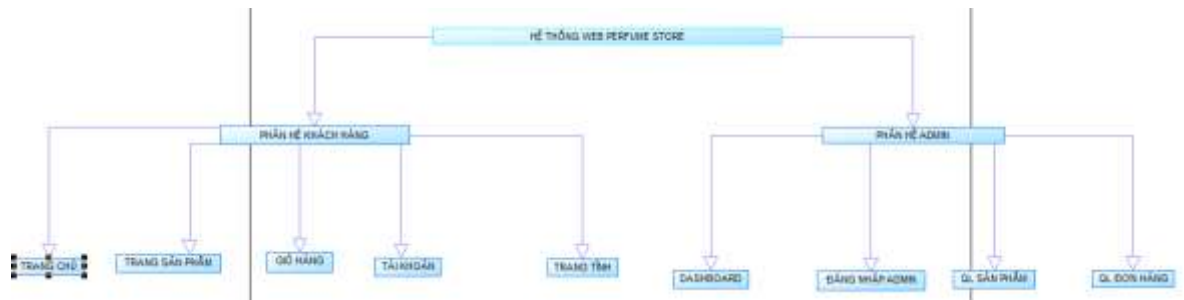 HỆ THỐNG WEB PERFUME STORE
PHÂN HỆ KHÁCH HÀNG
PHÂN HỆ ADMIN
TRANG CHỦ
TRANG SẢN PHẨM
GIỎ HÀNG
TÀI KHOẢN
TRANG TĨNH
DASHBOARD
ĐĂNG NHẬP ADMIN
QL SẢN PHẨM
QL ĐƠN HÀNG